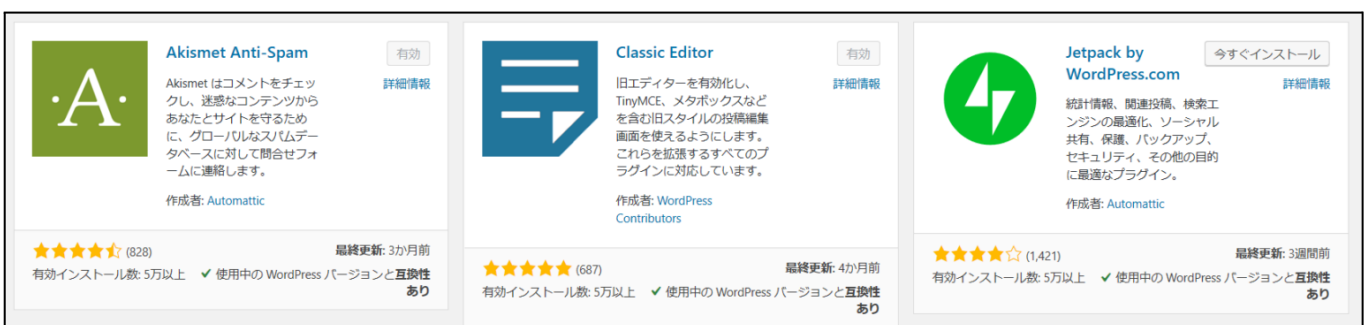 Akismet Anti-Spam
有効
詳細情報
Akismet はコメントをチェッ
クし、迷惑なコンテンツから
あなたとサイトを守るため
に、グローバルなスパムデー
タベースに対して問合せフォ
ームに連絡します。
作成者: Automattic
(828)
最終更新: 3か月前
有効インストール数: 5万以上
✓ 使用中の WordPress バージョンと互換性
あり
Classic Editor
有効
詳細情報
旧エディターを有効化し、
TinyMCE、メタボックスなど
を含む旧スタイルの投稿編集
画面を使えるようにします。
これらを拡張するすべてのプ
ラグインに対応しています。
作成者: WordPress
Contributors
(687)
最終更新: 4か月前
有効インストール数: 5万以上
✓ 使用中の WordPress バージョンと互換性
あり
Jetpack by
WordPress.com
今すぐインストール
詳細情報
統計情報、関連投稿、検索エ
ンジンの最適化、ソーシャル
共有、保護、バックアップ、
セキュリティ、その他の目的
に最適なプラグイン。
作成者: Automattic
(1,421)
最終更新: 3週間前
有効インストール数: 5万以上
✓ 使用中の WordPress バージョンと互換性
あり
·A·